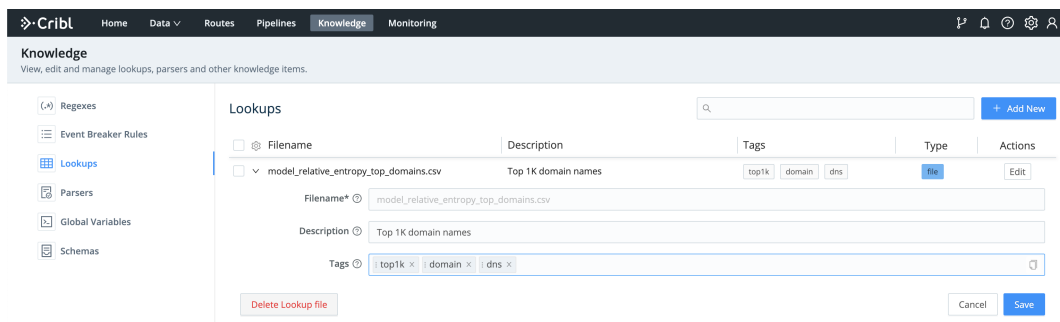 Cribl Home Data Routes Pipelines Knowledge Monitoring
Knowledge
View, edit and manage lookups, parsers and other knowledge items.
(.*) Regexes
Event Breaker Rules
Lookups
Parsers
Global Variables
Schemas
Lookups
+ Add New
Filename Description Tags Type Actions
model_relative_entropy_top_domains.csv Top 1K domain names top1k domain dns file Edit
Filename* model_relative_entropy_top_domains.csv
Description Top 1K domain names
Tags top1k × domain × dns ×
Delete Lookup file Cancel Save